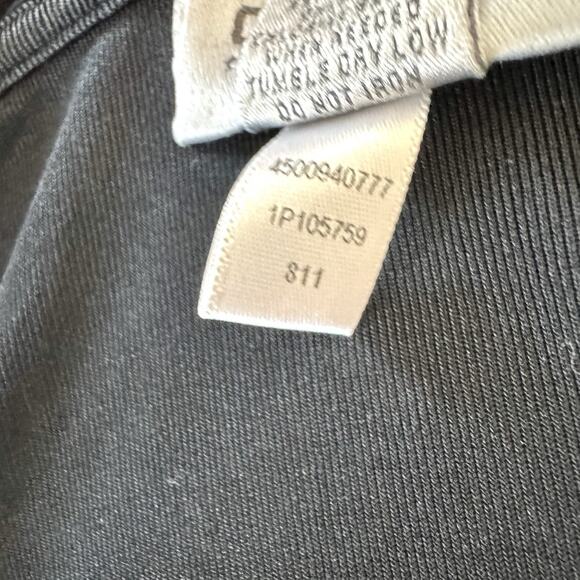 TUMBLE DRY LOW
DO NOT IRON
4500940777
1P105759
811